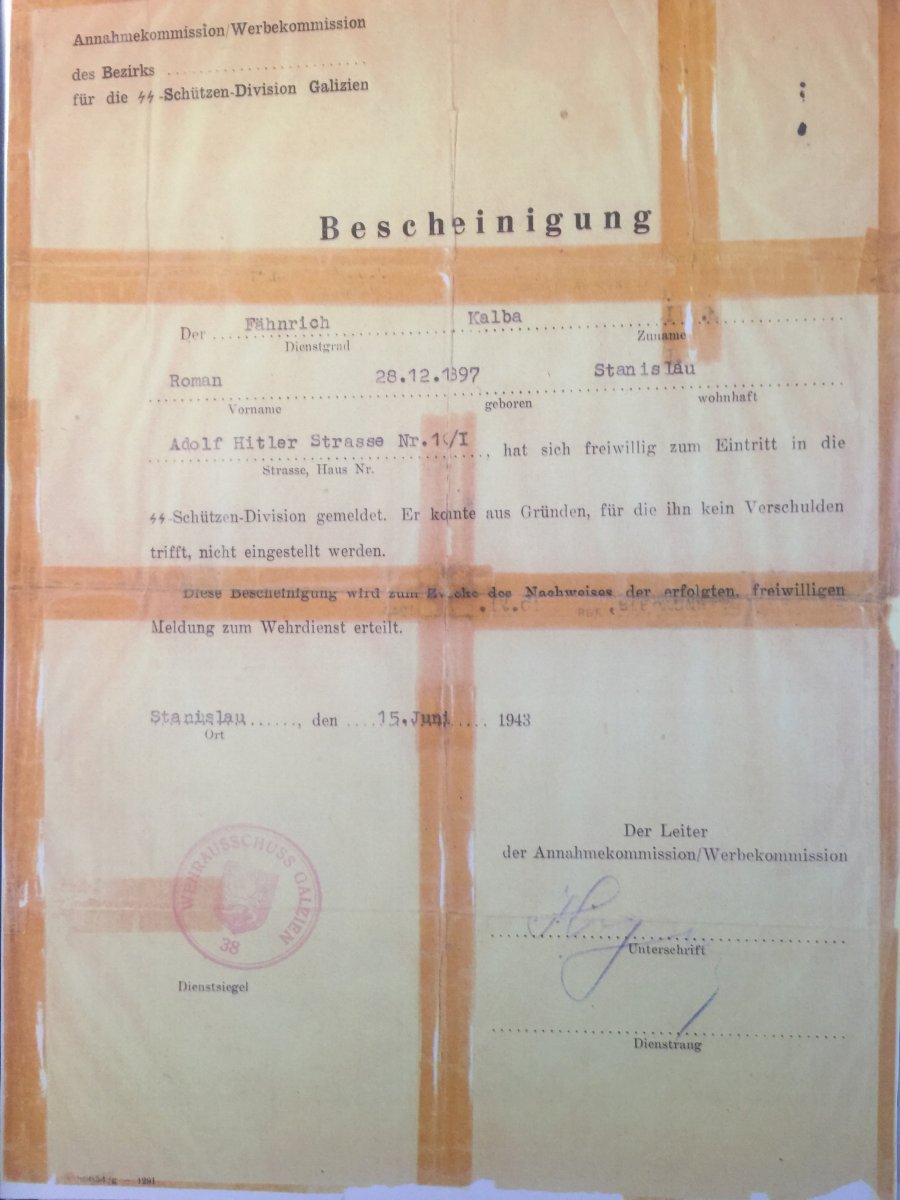 Annahmekommission/Werbekommission
des Bezirks ........................
für die ᛋᛋ-Schützen-Division Galizien
Bescheinigung
Der Fähnrich Kalba
Dienstgrad Zuname
Roman 28.12.1897 Stanislau
Vorname geboren wohnhaft
Adolf Hitler Strasse Nr. , hat sich freiwillig zum Eintritt in die
Strasse, Haus Nr.
ᛋᛋ-Schützen-Division gemeldet. Er konnte aus Gründen, für die ihn kein Verschulden
trifft, nicht eingestellt werden.
Diese Bescheinigung wird zum Zwecke des Nachweises der erfolgten, freiwilligen
Meldung zum Wehrdienst erteilt.
Stanislau......, den ....15.Juni..... 1943
Ort
Der Leiter
der Annahmekommission/Werbekommission
WEHRAUSSCHUSS GALIZIEN
38
Unterschrift
Dienstsiegel
Dienstrang